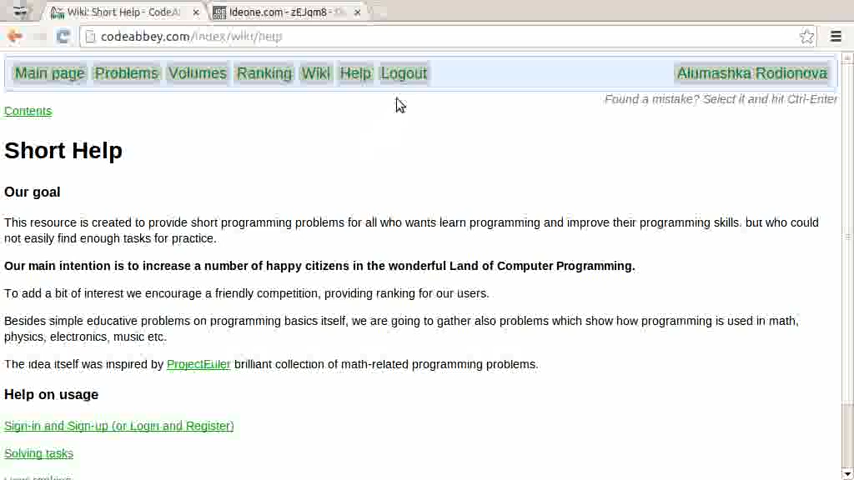 Wiki: Short Help - CodeA
Ideone.com - zEJqm8 -
codeabbey.com/index/wiki/help
Main page Problems Volumes Ranking Wiki Help Logout Alumashka Rodionova
Found a mistake? Select it and hit Ctrl-Enter
Contents
Short Help
Our goal
This resource is created to provide short programming problems for all who wants learn programming and improve their programming skills. but who could
not easily find enough tasks for practice.
Our main intention is to increase a number of happy citizens in the wonderful Land of Computer Programming.
To add a bit of interest we encourage a friendly competition, providing ranking for our users.
Besides simple educative problems on programming basics itself, we are going to gather also problems which show how programming is used in math,
physics, electronics, music etc.
The idea itself was inspired by ProjectEuler brilliant collection of math-related programming problems.
Help on usage
Sign-in and Sign-up (or Login and Register)
Solving tasks